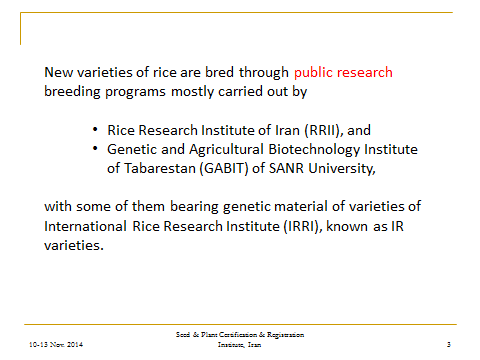 New varieties of rice are bred through public research
breeding programs mostly carried out by
• Rice Research Institute of Iran (RRII), and
• Genetic and Agricultural Biotechnology Institute
of Tabarestan (GABIT) of SANR University,
with some of them bearing genetic material of varieties of
International Rice Research Institute (IRRI), known as IR
varieties.
Seed & Plant Certification & Registration
10-13 Nov. 2014 Institute, Iran 3